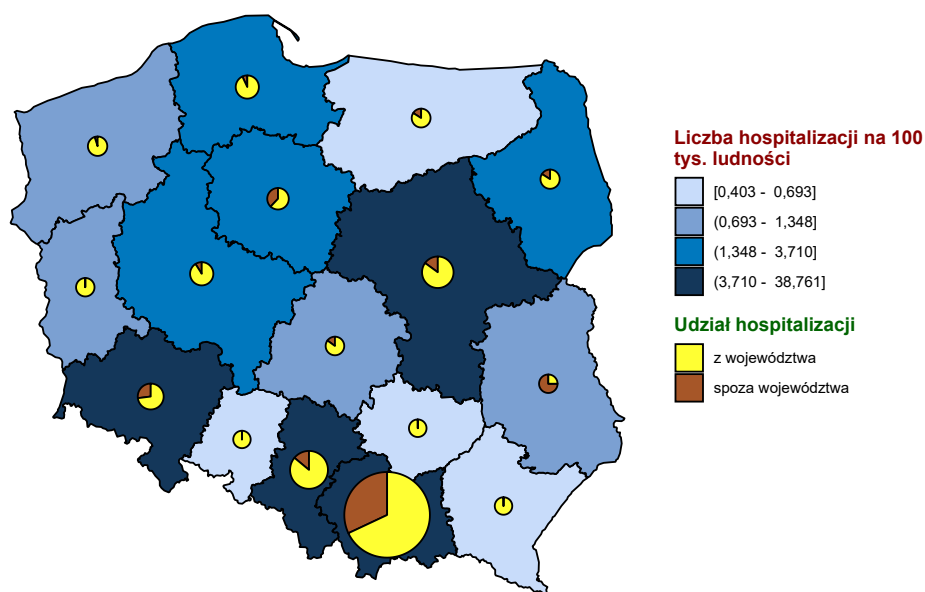 Liczba hospitalizacji na 100
tys. ludności
[0,403 - 0,693]
(0,693 - 1,348]
(1,348 - 3,710]
(3,710 - 38,761]
Udział hospitalizacji
z województwa
spoza województwa